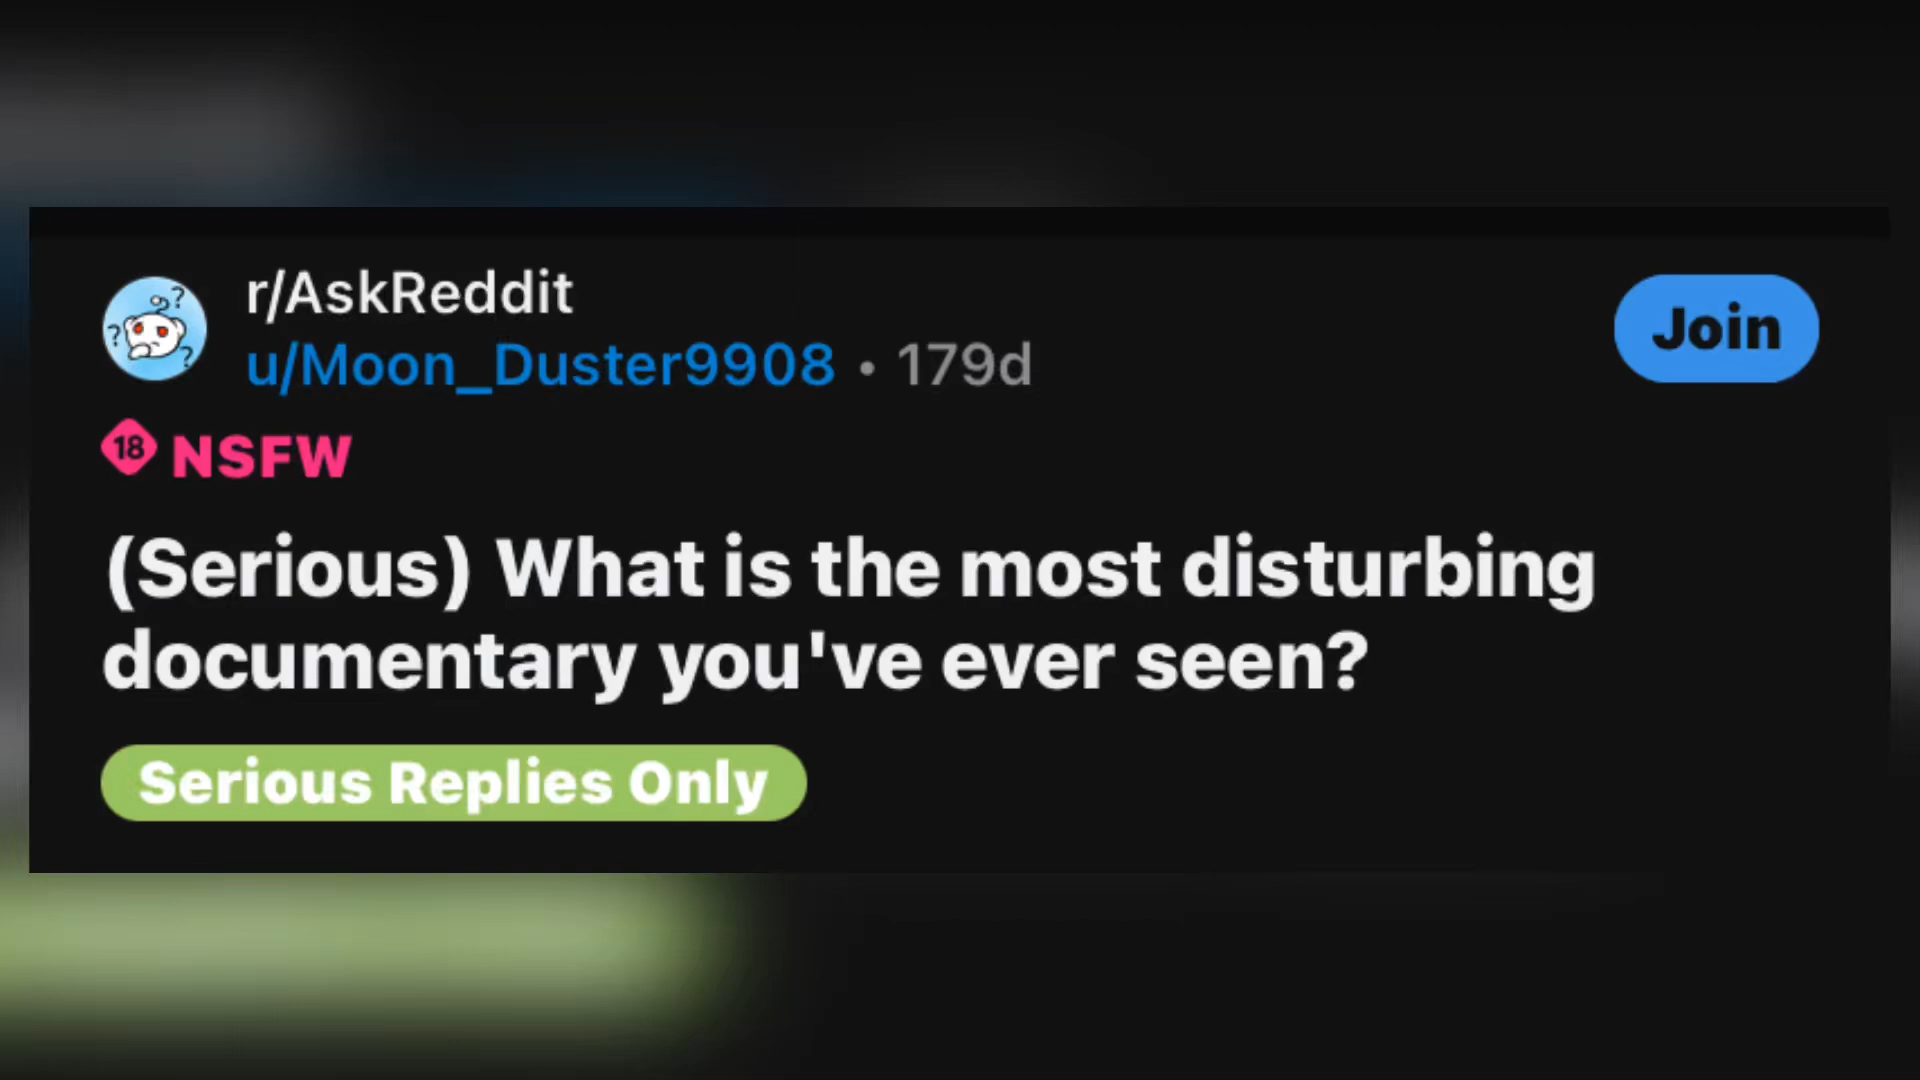 r/AskReddit
u/Moon_Duster9908 • 179d
Join
18 NSFW
(Serious) What is the most disturbing
documentary you've ever seen?
Serious Replies Only